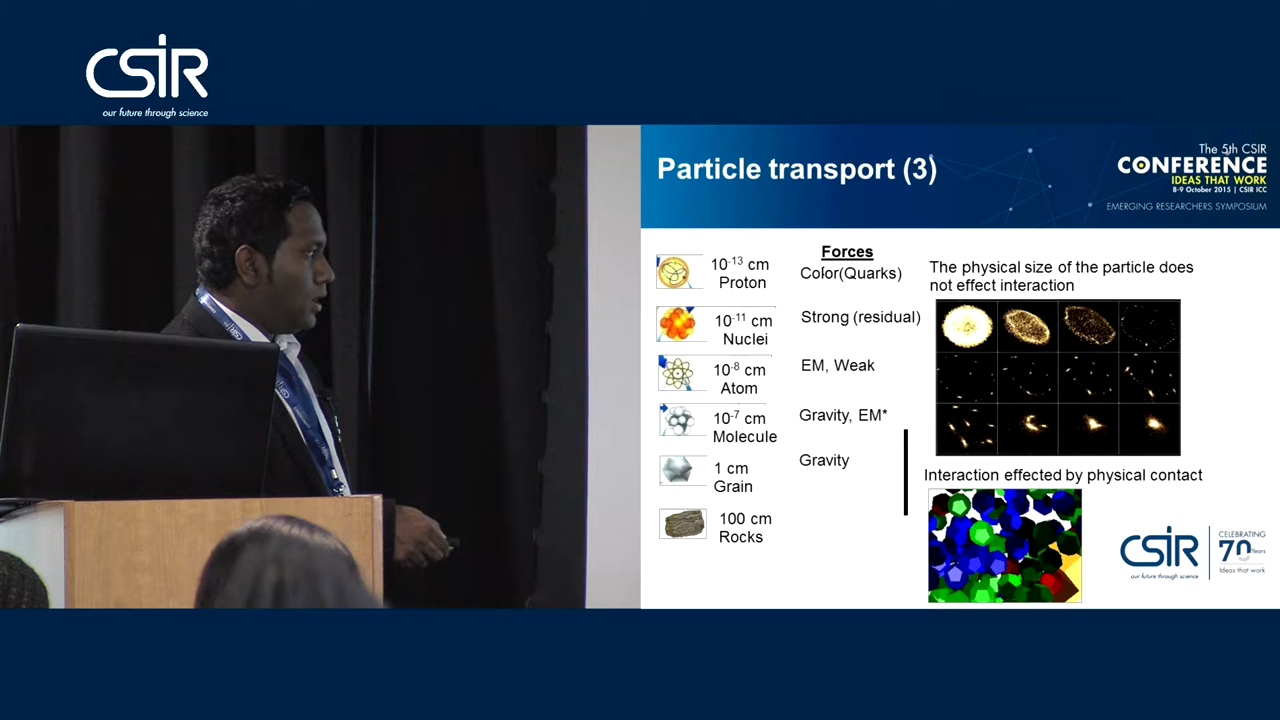 CSIR
our future through science
Particle transport (3)
The 5th CSIR
CONFERENCE
IDEAS THAT WORK
8-9 October 2015 | CSIR ICC
EMERGING RESEARCHERS SYMPOSIUM
Forces
10-13 cm
Proton
Color(Quarks)
10-11 cm
Nuclei
Strong (residual)
10-8 cm
Atom
EM, Weak
10-7 cm
Molecule
Gravity, EM*
1 cm
Grain
Gravity
100 cm
Rocks
The physical size of the particle does
not effect interaction
Interaction effected by physical contact
CSIR
our future through science
CELEBRATING
70 Years
Ideas that work